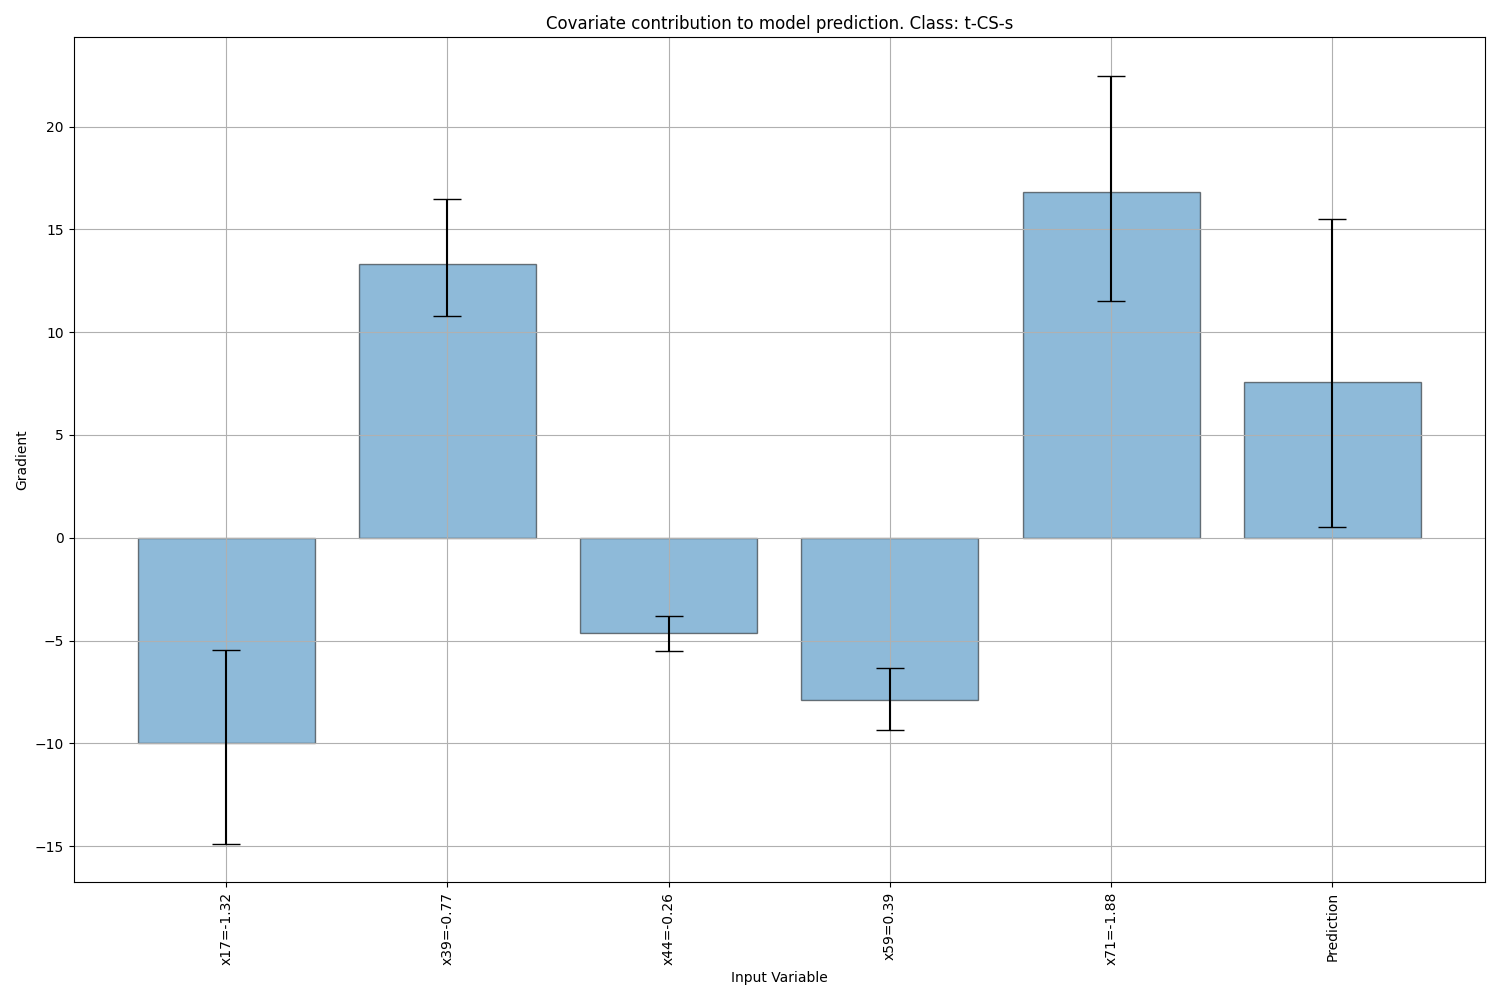 Covariate contribution to model prediction. Class: t-CS-s
20
15
10
5
0
−5
−10
−15
Gradient
x17=-1.32
x39=-0.77
x44=-0.26
x59=0.39
x71=-1.88
Prediction
Input Variable